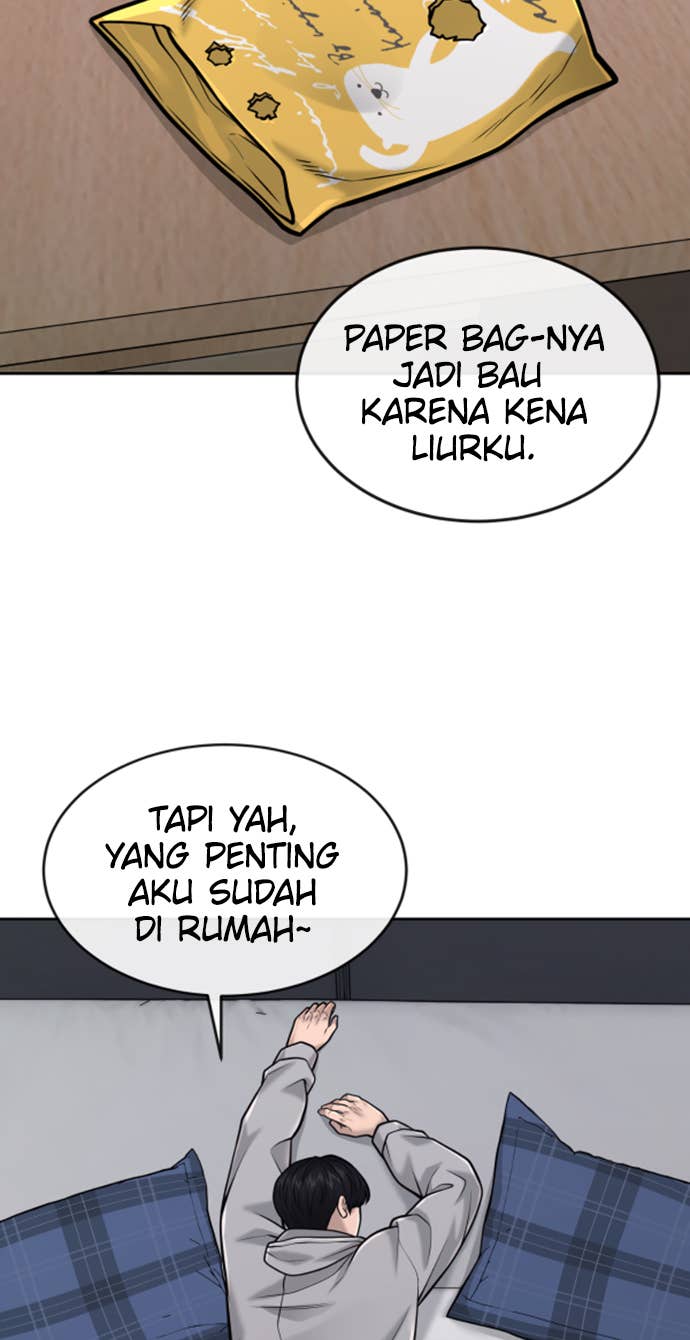 PAPER BAG-NYA
JADI BAU
KARENA KENA
LIURKU.
TAPI YAH,
YANG PENTING
AKU SUDAH
DI RUMAH~